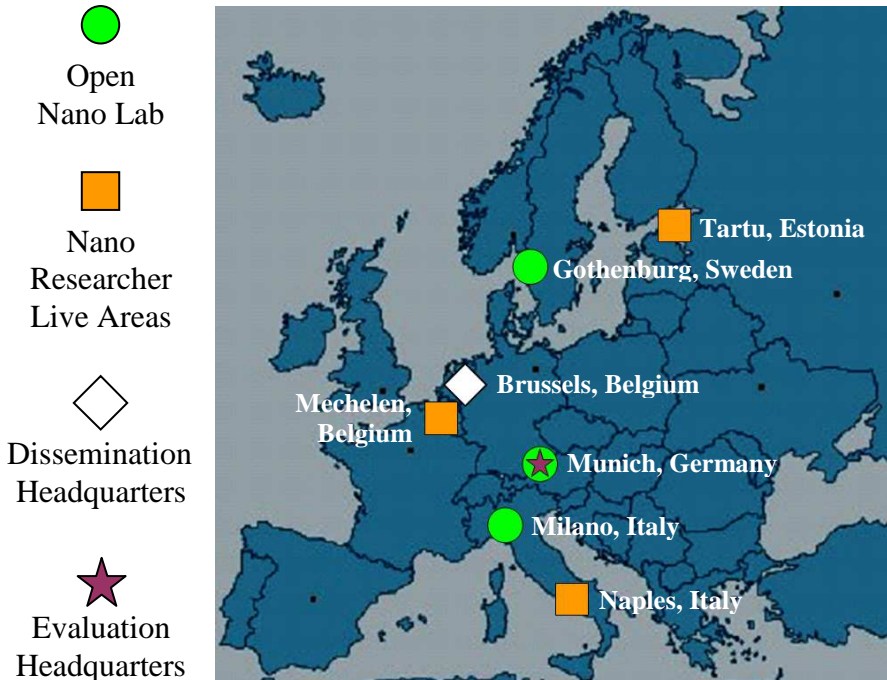 Open
Nano Lab
Nano
Researcher
Live Areas
Dissemination
Headquarters
Evaluation
Headquarters
Tartu, Estonia
Gothenburg, Sweden
Brussels, Belgium
Mechelen,
Belgium
Munich, Germany
Milano, Italy
Naples, Italy